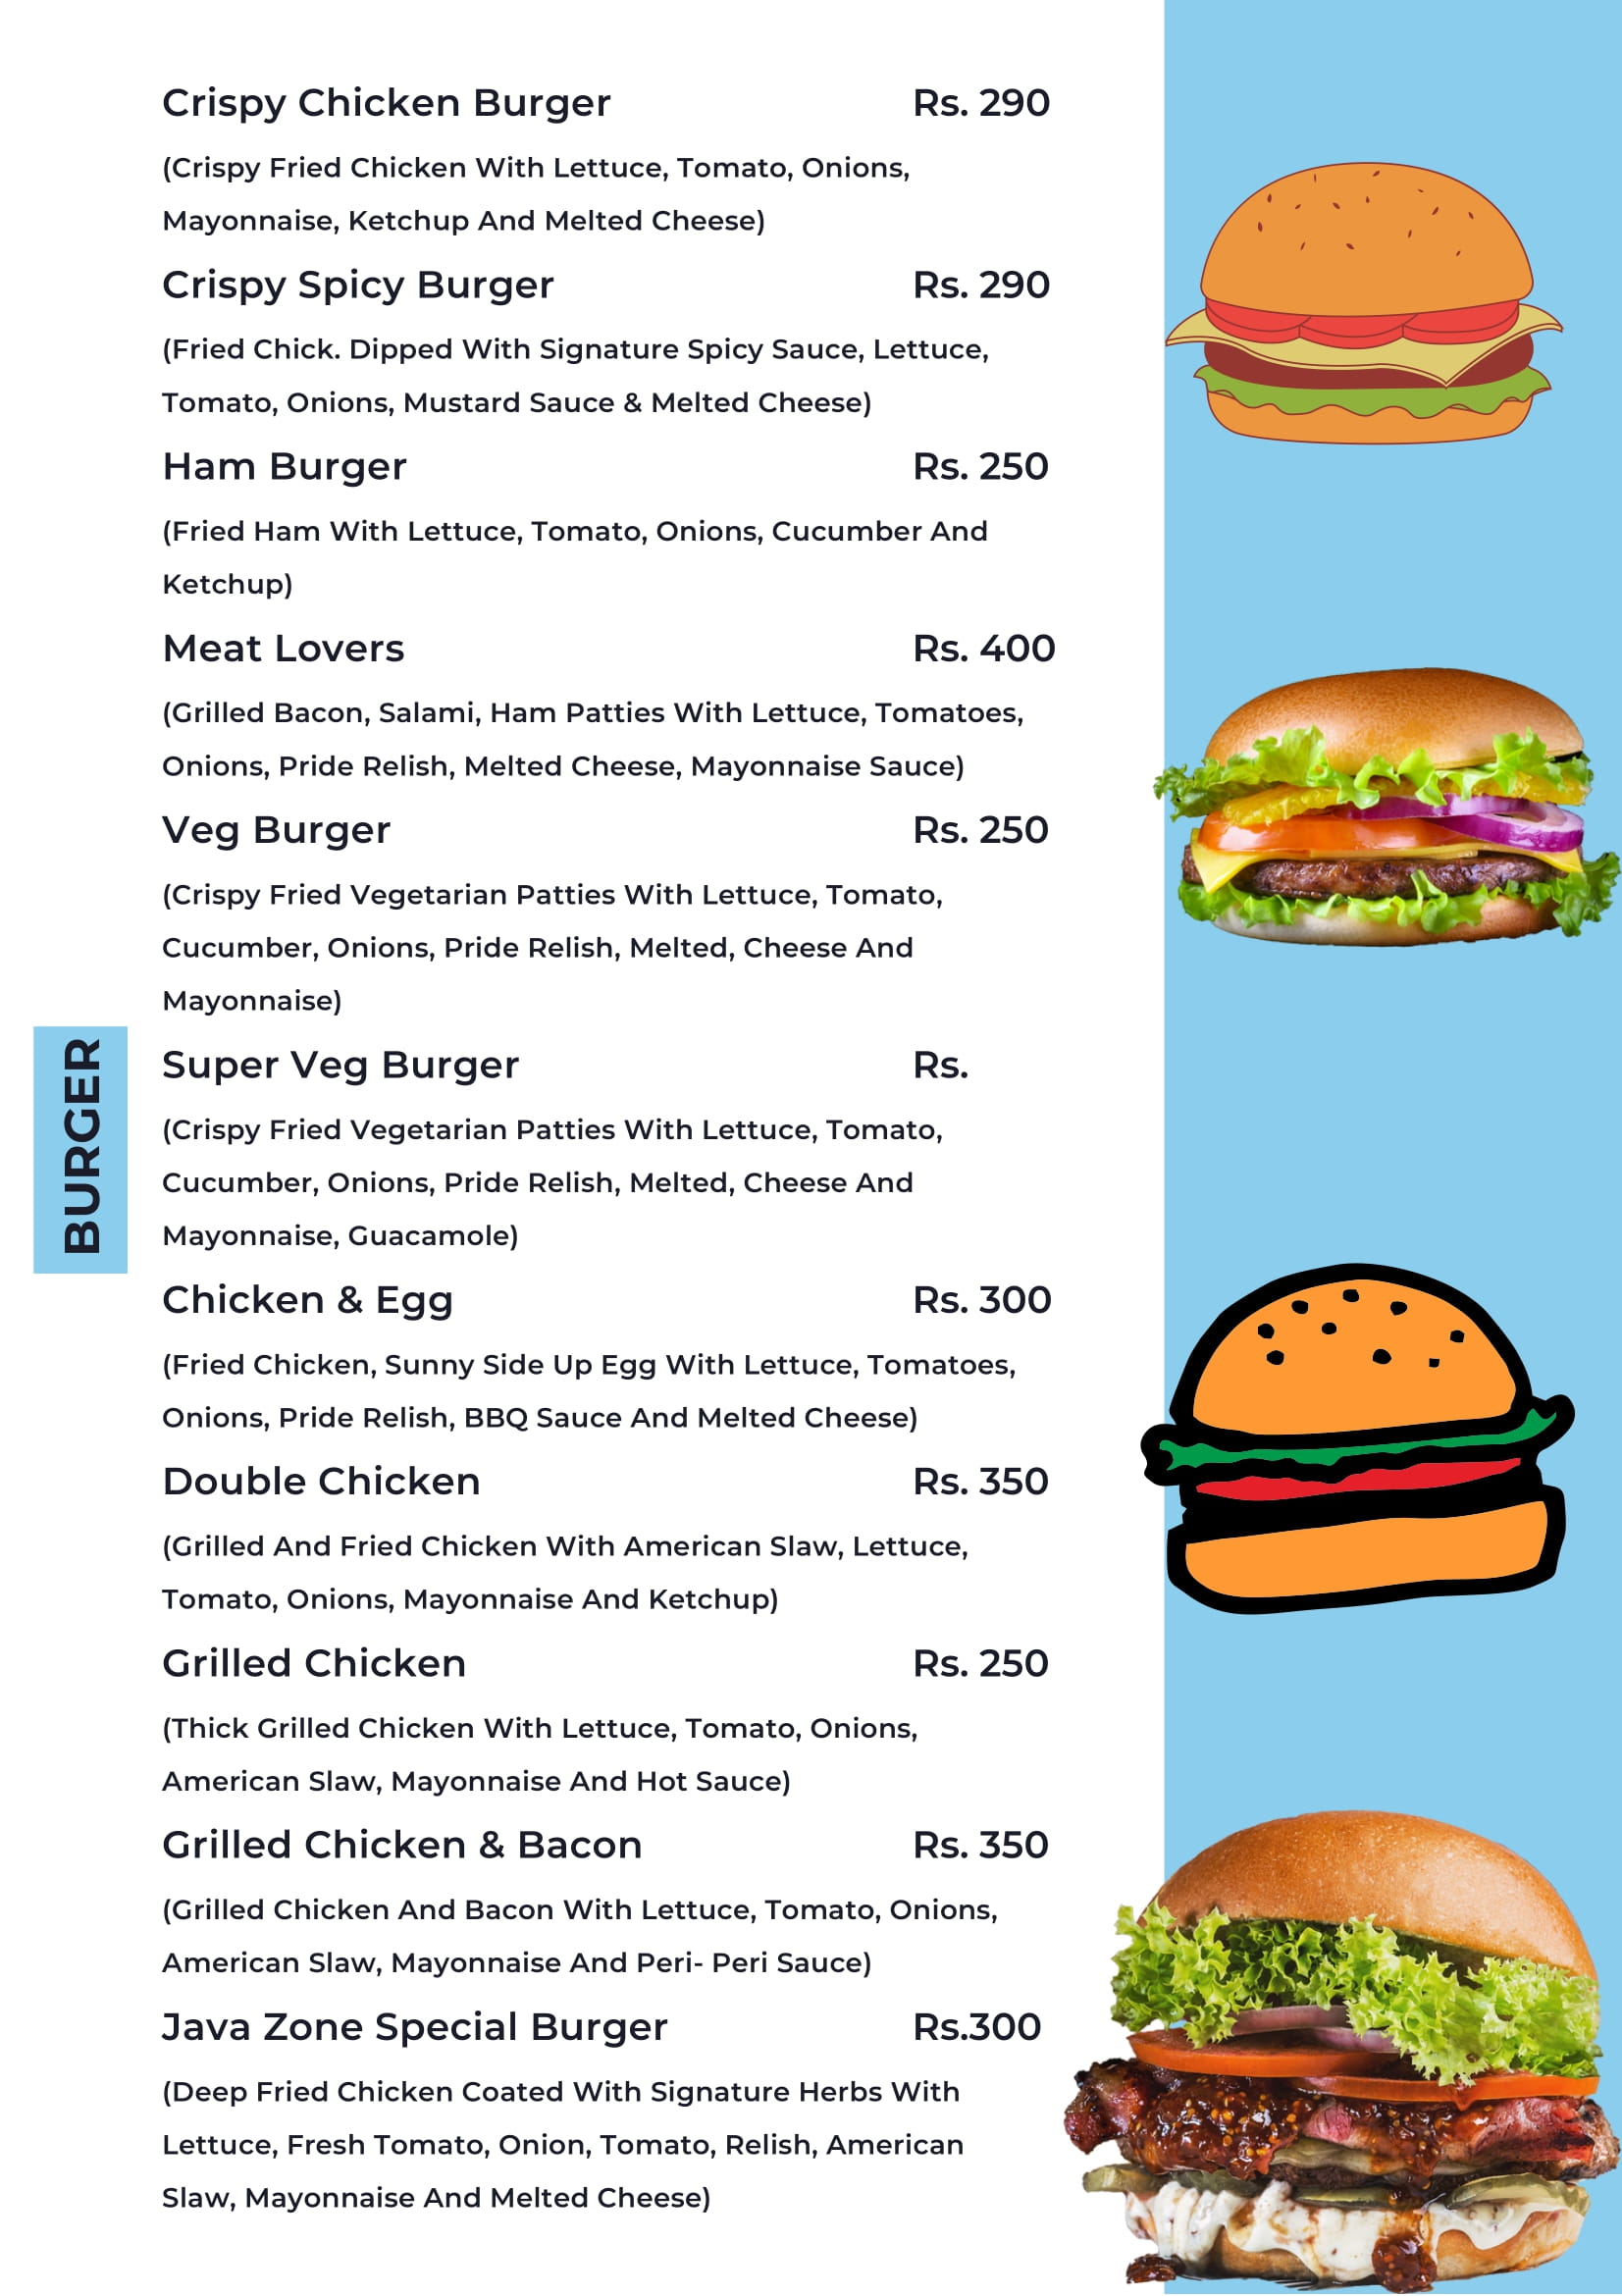 Crispy Chicken Burger Rs. 290
(Crispy Fried Chicken With Lettuce, Tomato, Onions,
Mayonnaise, Ketchup And Melted Cheese)
Crispy Spicy Burger Rs. 290
(Fried Chick. Dipped With Signature Spicy Sauce, Lettuce,
Tomato, Onions, Mustard Sauce & Melted Cheese)
Ham Burger Rs. 250
(Fried Ham With Lettuce, Tomato, Onions, Cucumber And
Ketchup)
Meat Lovers Rs. 400
(Grilled Bacon, Salami, Ham Patties With Lettuce, Tomatoes,
Onions, Pride Relish, Melted Cheese, Mayonnaise Sauce)
Veg Burger Rs. 250
(Crispy Fried Vegetarian Patties With Lettuce, Tomato,
Cucumber, Onions, Pride Relish, Melted, Cheese And
Mayonnaise)
BURGER
Super Veg Burger Rs.
(Crispy Fried Vegetarian Patties With Lettuce, Tomato,
Cucumber, Onions, Pride Relish, Melted, Cheese And
Mayonnaise, Guacamole)
Chicken & Egg Rs. 300
(Fried Chicken, Sunny Side Up Egg With Lettuce, Tomatoes,
Onions, Pride Relish, BBQ Sauce And Melted Cheese)
Double Chicken Rs. 350
(Grilled And Fried Chicken With American Slaw, Lettuce,
Tomato, Onions, Mayonnaise And Ketchup)
Grilled Chicken Rs. 250
(Thick Grilled Chicken With Lettuce, Tomato, Onions,
American Slaw, Mayonnaise And Hot Sauce)
Grilled Chicken & Bacon Rs. 350
(Grilled Chicken And Bacon With Lettuce, Tomato, Onions,
American Slaw, Mayonnaise And Peri- Peri Sauce)
Java Zone Special Burger Rs.300
(Deep Fried Chicken Coated With Signature Herbs With
Lettuce, Fresh Tomato, Onion, Tomato, Relish, American
Slaw, Mayonnaise And Melted Cheese)